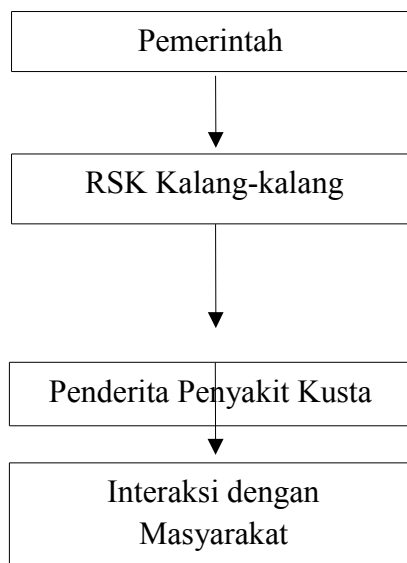 Pemerintah
RSK Kalang-kalang
Penderita Penyakit Kusta
Interaksi dengan
Masyarakat